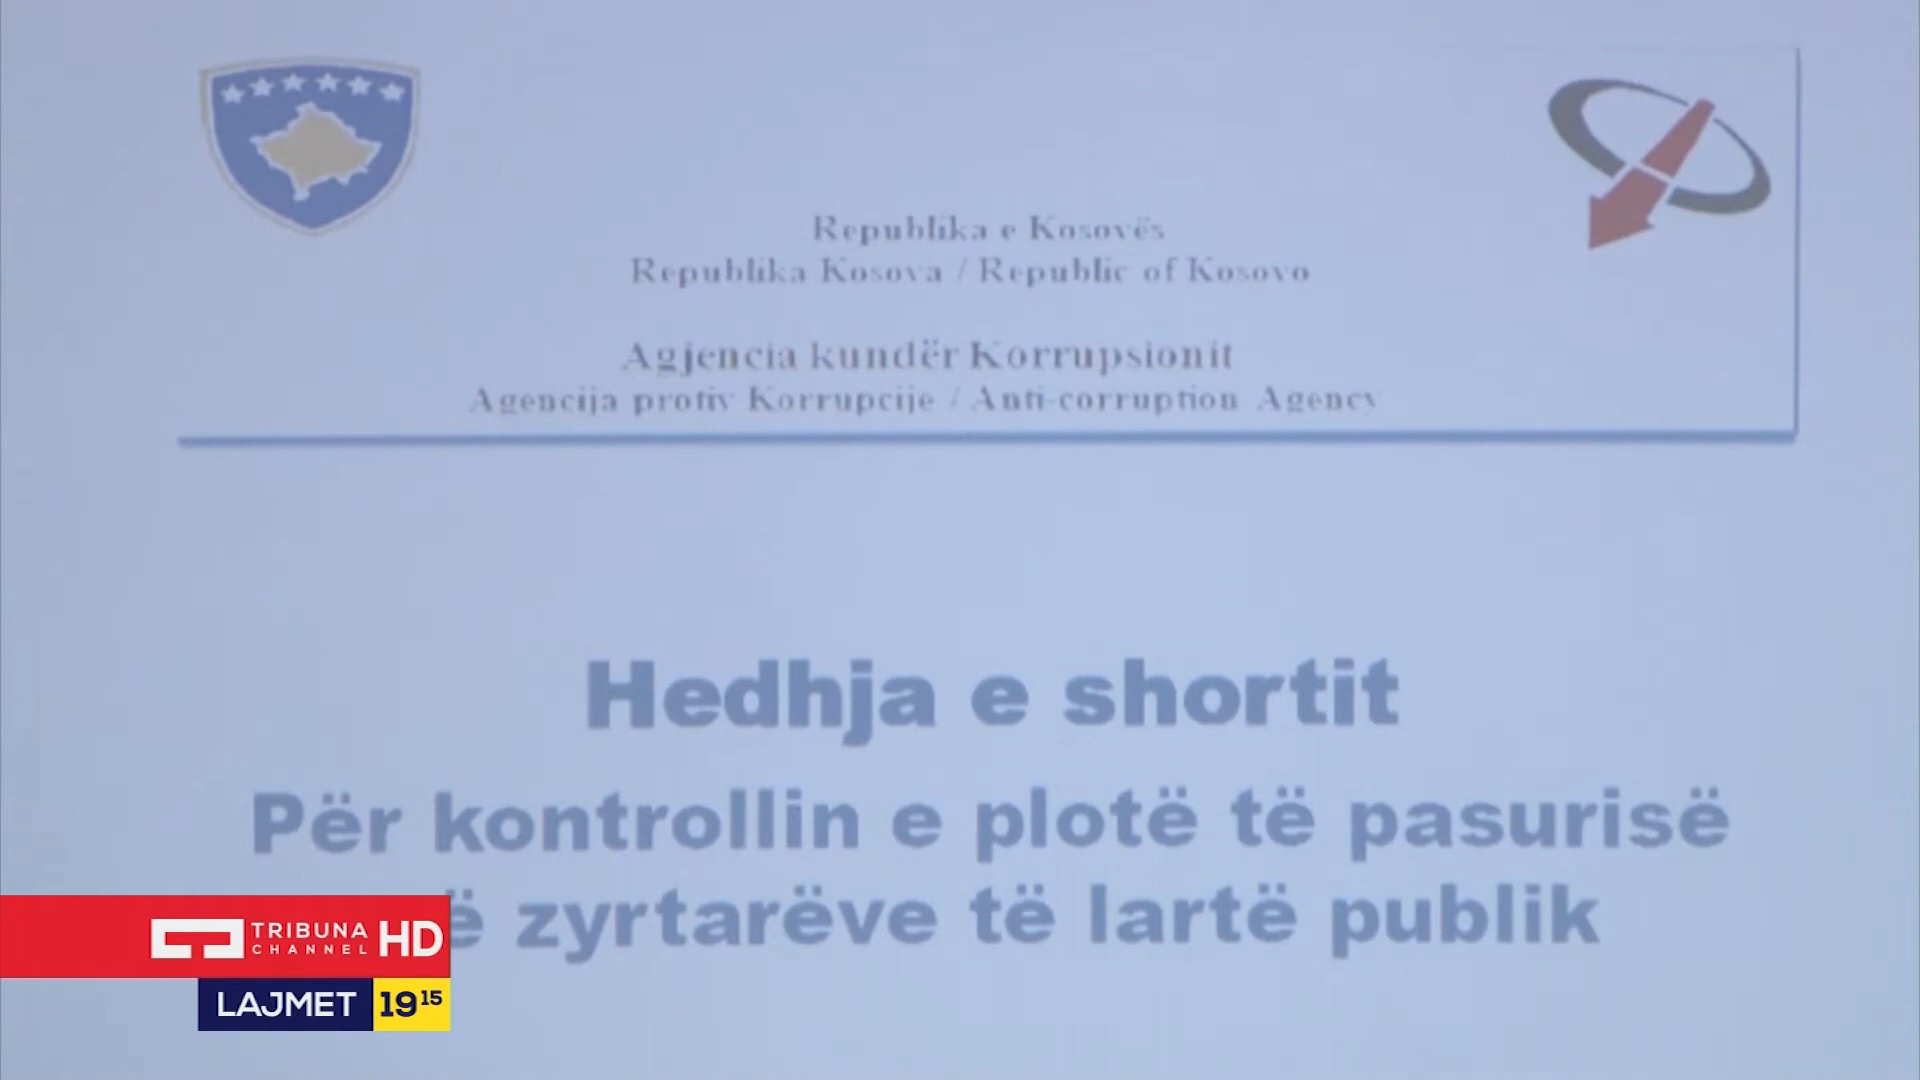 Republika e Kosovës
Republika Kosova / Republic of Kosovo
Agjencia kundër Korrupsionit
Agencija protiv Korrupcije / Anti-corruption Agency
Hedhja e shortit
Për kontrollin e plotë të pasurisë
zyrtarëve të lartë publik
TRIBUNA
CHANNEL
HD
LAJMET 19 15